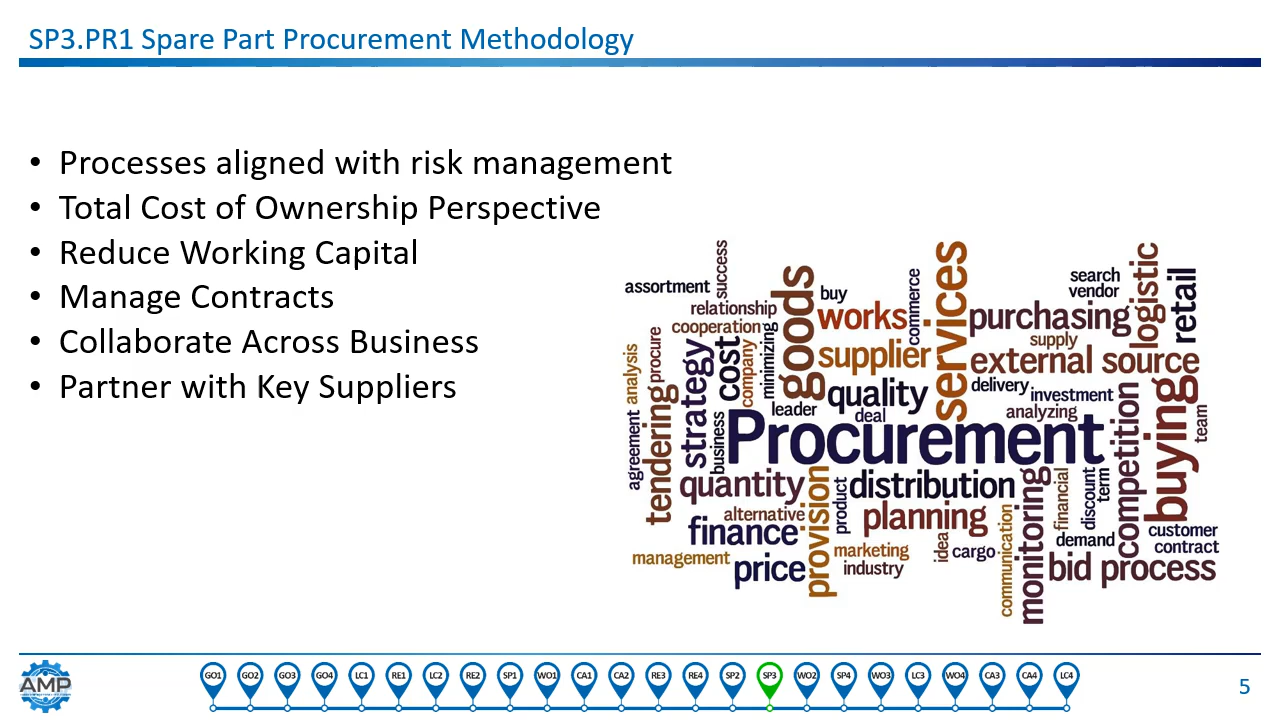 SP3.PR1 Spare Part Procurement Methodology
• Processes aligned with risk management
• Total Cost of Ownership Perspective
• Reduce Working Capital
• Manage Contracts
• Collaborate Across Business
• Partner with Key Suppliers
assortment
success
relationship
cooperation
procure
analysis
strategy
cost
company
minimizing
goods
buy
works
commerce
supplier
services
purchasing
search
vendor
logistic
retail
supply
external source
quality
delivery
investment
leader
deal
analyzing
agreement
tendering
business
Procurement
competition
buying
team
quantity
provision
product
distribution
monitoring
financial
discount
term
alternative
finance
planning
idea
cargo
communication
demand
customer
contract
management
price
marketing
industry
bid process
AMP
GO1 GO2 GO3 GO4 LC1 RE1 LC2 RE2 SP1 WO1 CA1 CA2 RE3 RE4 SP2 SP3 WO2 SP4 WO3 LC3 WO4 CA3 CA4 LC4
5